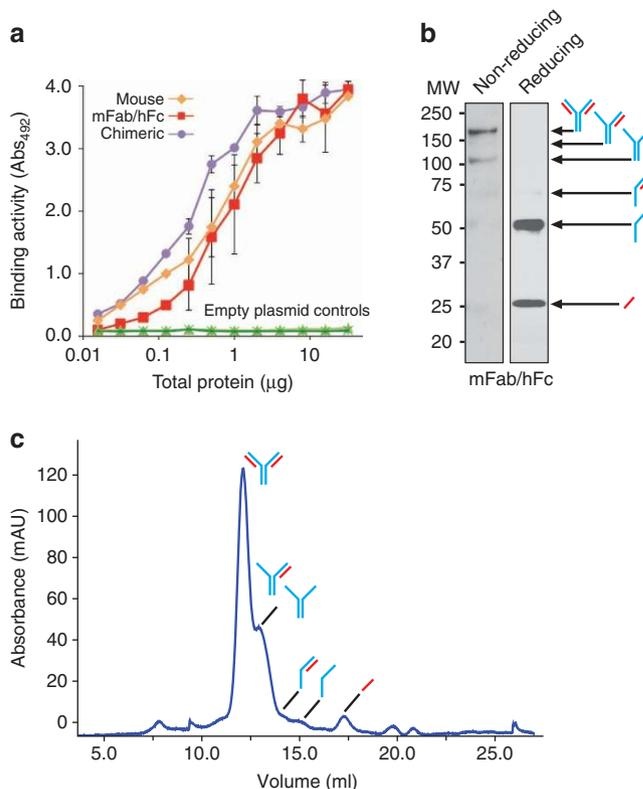 a
Binding activity (Abs492)
4.0
3.0
2.0
1.0
0.0
Mouse
mFab/hFc
Chimeric
Empty plasmid controls
0.01
0.1
1
10
Total protein (µg)
b
Non-reducing
Reducing
MW
250
150
100
75
50
37
25
20
mFab/hFc
c
Absorbance (mAU)
120
100
80
60
40
20
0
5.0
10.0
15.0
20.0
25.0
Volume (ml)